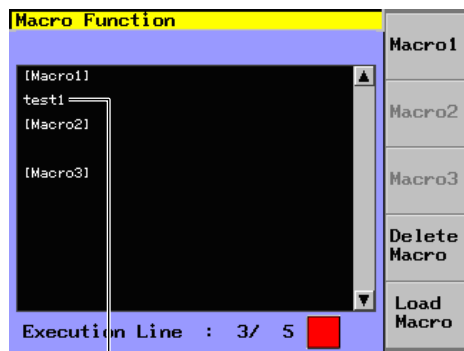 Macro Function
[Macro1]
test1
[Macro2]
[Macro3]
Execution Line : 3/ 5
Macro1
Macro2
Macro3
Delete
Macro
Load
Macro